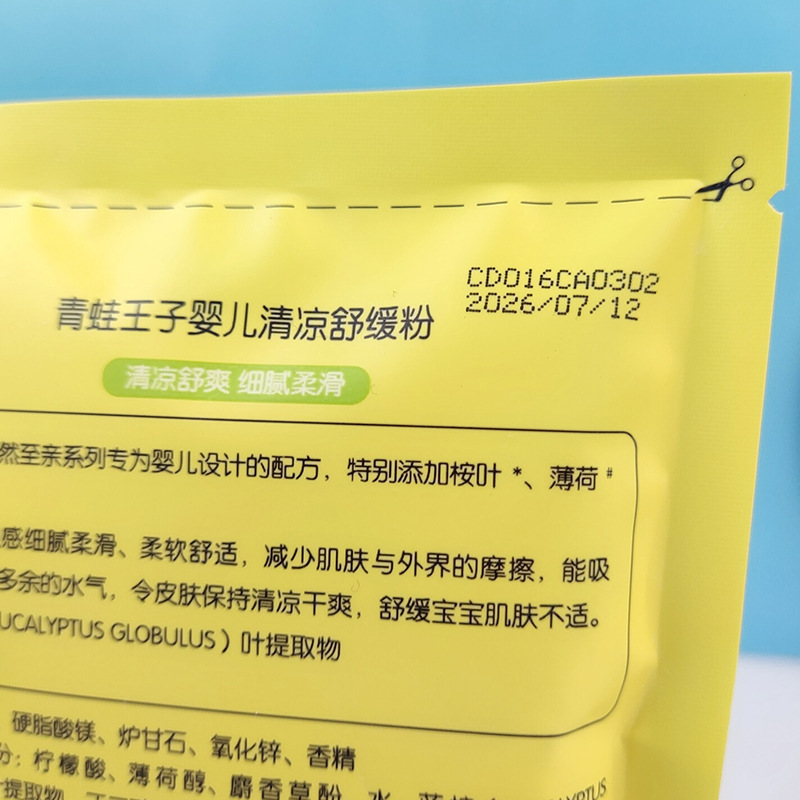 CD016CA0302
2026/07/12
青蛙王子婴儿清凉舒缓粉
清凉舒爽 细腻柔滑
然至亲系列专为婴儿设计的配方，特别添加桉叶*、薄荷#
感细腻柔滑、柔软舒适，减少肌肤与外界的摩擦，能吸
多余的水气，令皮肤保持清凉干爽，舒缓宝宝肌肤不适。
UCALYPTUS GLOBULUS）叶提取物
硬脂酸镁、炉甘石、氧化锌、香精
分：柠檬酸、薄荷醇、麝香草酚、水、
叶提取物